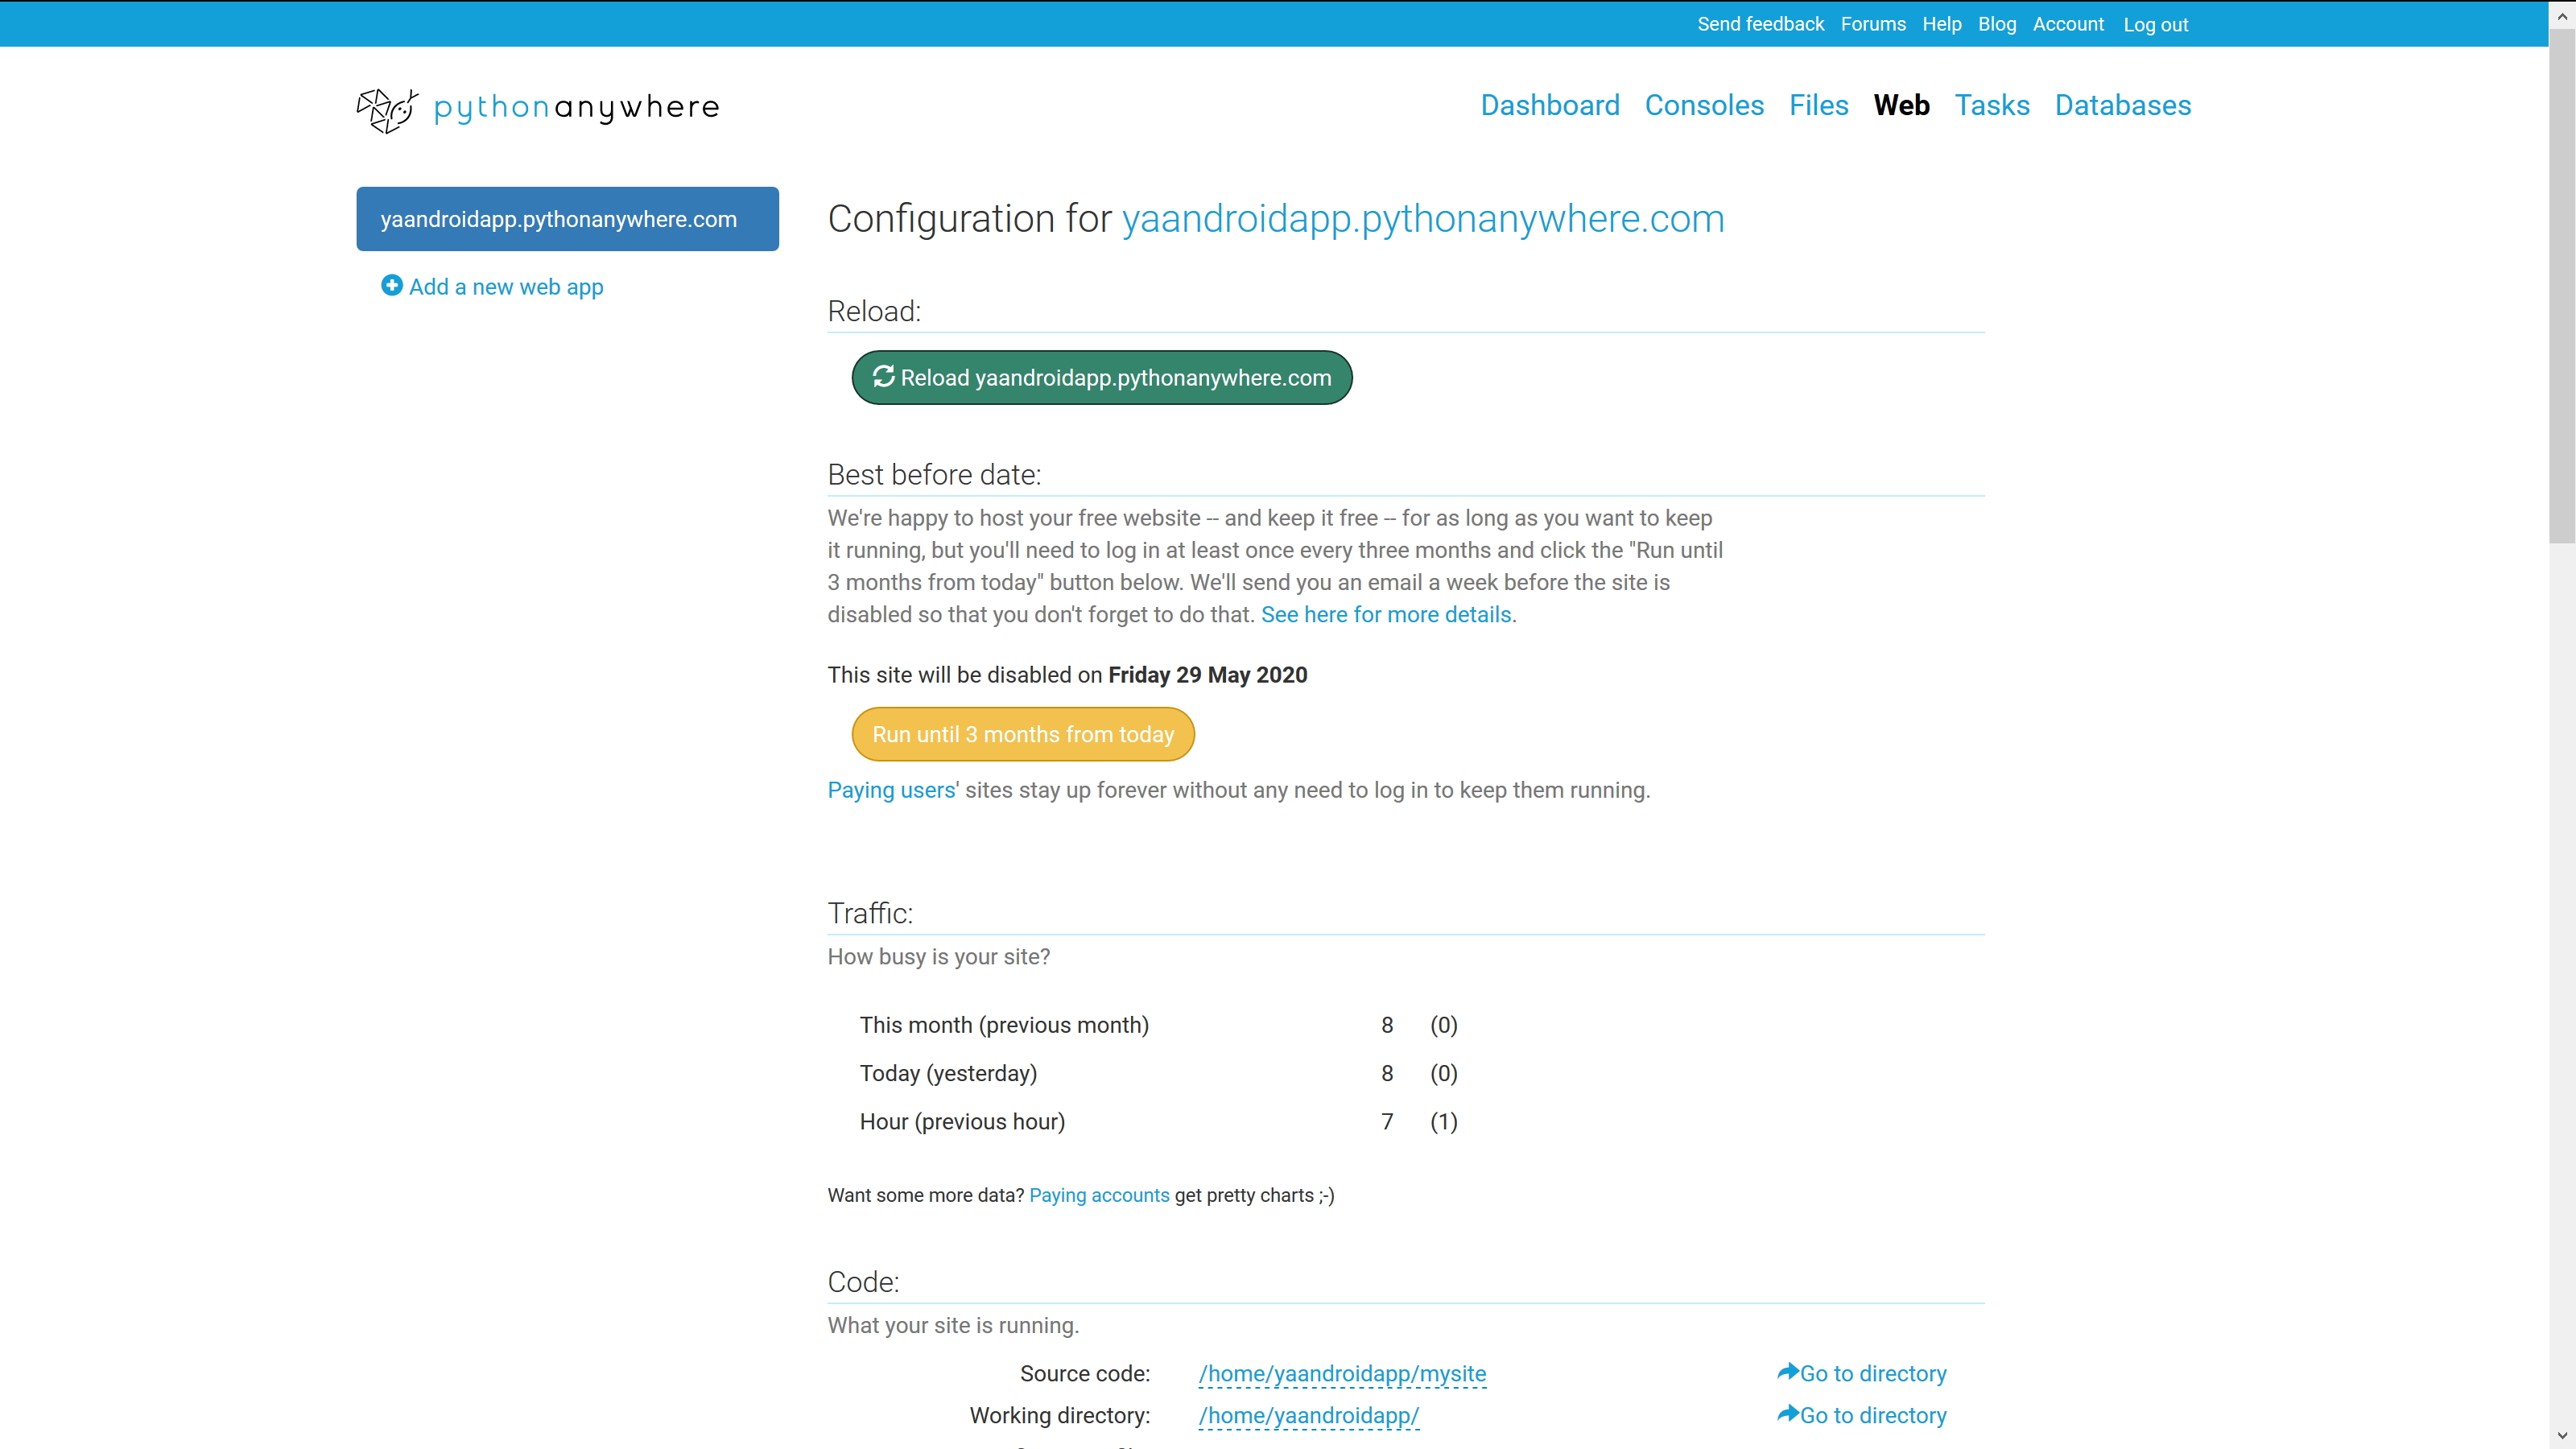 Send feedback Forums Help Blog Account Log out
pythonanywhere
Dashboard Consoles Files Web Tasks Databases
yaandroidapp.pythonanywhere.com
Add a new web app
Configuration for yaandroidapp.pythonanywhere.com
Reload:
Reload yaandroidapp.pythonanywhere.com
Best before date:
We're happy to host your free website -- and keep it free -- for as long as you want to keep
it running, but you'll need to log in at least once every three months and click the "Run until
3 months from today" button below. We'll send you an email a week before the site is
disabled so that you don't forget to do that. See here for more details.
This site will be disabled on Friday 29 May 2020
Run until 3 months from today
Paying users' sites stay up forever without any need to log in to keep them running.
Traffic:
How busy is your site?
This month (previous month) 8 (0)
Today (yesterday) 8 (0)
Hour (previous hour) 7 (1)
Want some more data? Paying accounts get pretty charts ;-)
Code:
What your site is running.
Source code: /home/yaandroidapp/mysite Go to directory
Working directory: /home/yaandroidapp/ Go to directory